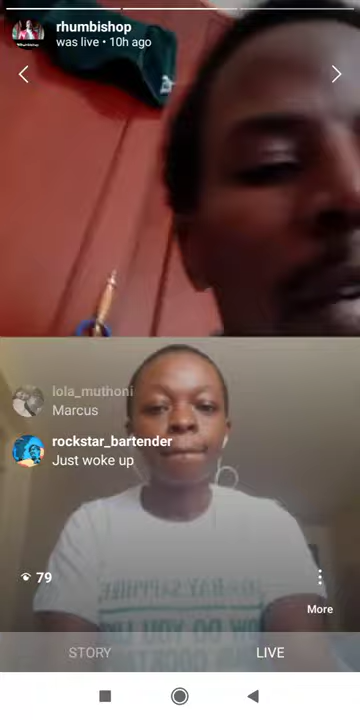 rhumbishop
was live • 10h ago
lola_muthoni
Marcus
rockstar_bartender
Just woke up
79
More
STORY
LIVE